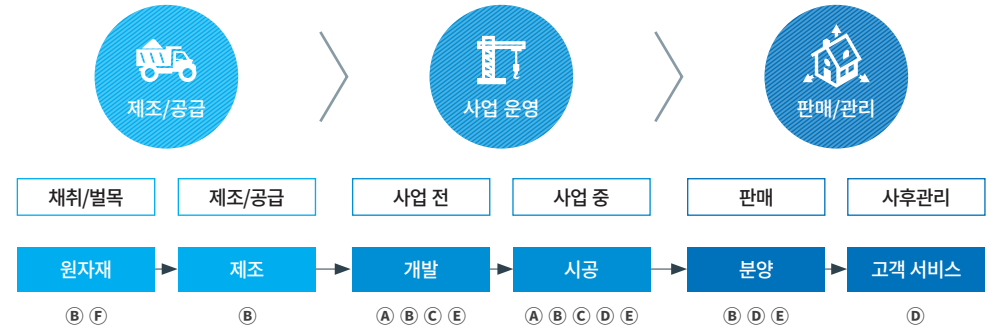 제조/공급
사업 운영
판매/관리
채취/벌목
제조/공급
사업 전
사업 중
판매
사후관리
원자재
제조
개발
시공
분양
고객 서비스
Ⓑ Ⓕ
Ⓑ
Ⓐ Ⓑ Ⓒ Ⓔ
Ⓐ Ⓑ Ⓒ Ⓓ Ⓔ
Ⓑ Ⓓ Ⓔ
Ⓓ